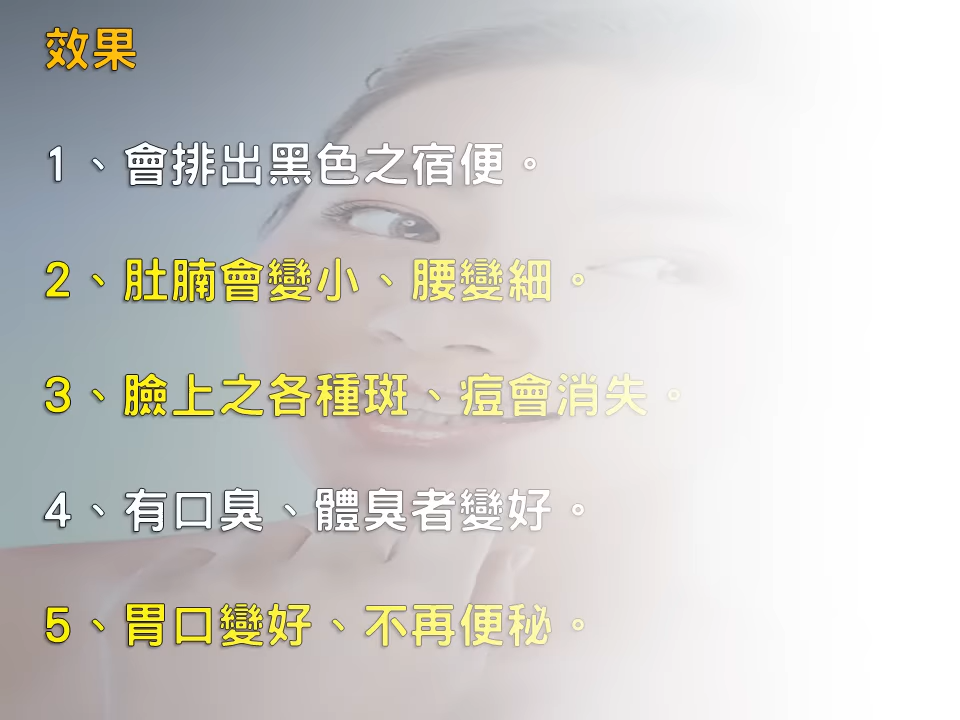 效果
1、會排出黑色之宿便。
2、肚腩會變小、腰變細。
3、臉上之各種斑、痘會消失。
4、有口臭、體臭者變好。
5、胃口變好、不再便秘。